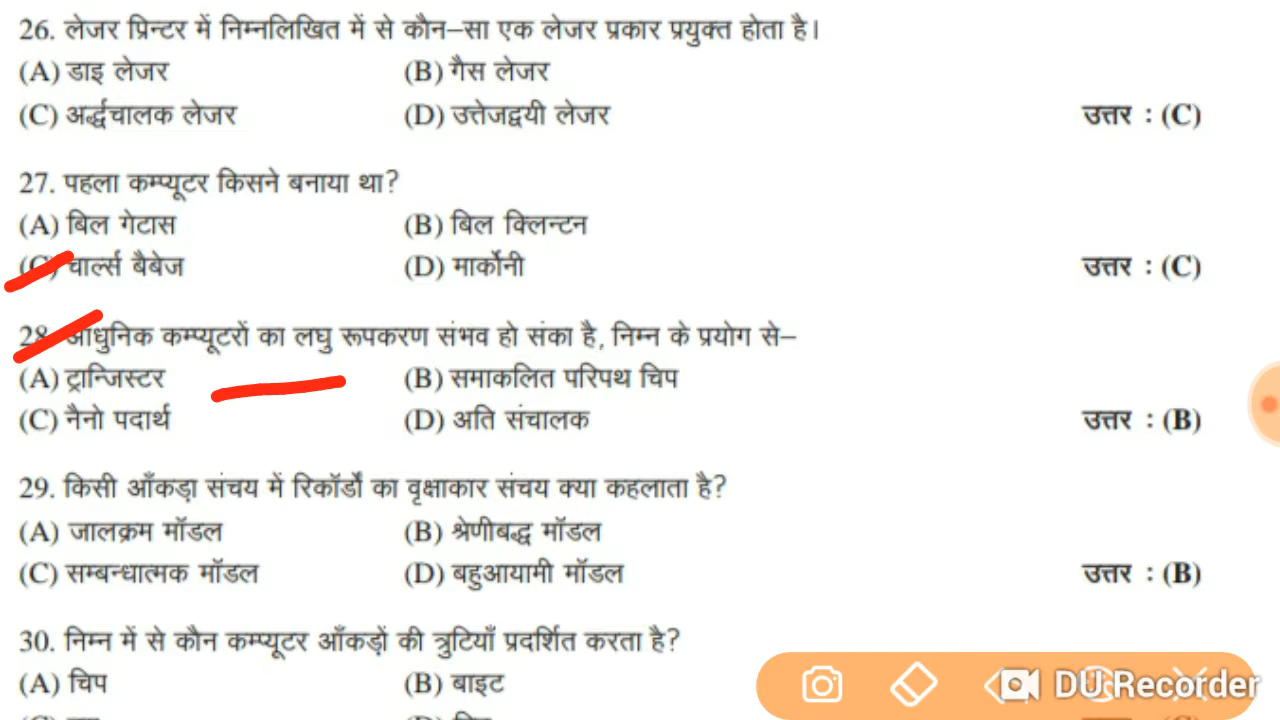 26. लेजर प्रिन्टर में निम्नलिखित में से कौन–सा एक लेजर प्रकार प्रयुक्त होता है।
(A) डाइ लेजर (B) गैस लेजर
(C) अर्द्धचालक लेजर (D) उत्तेजद्वयी लेजर उत्तर : (C)
27. पहला कम्प्यूटर किसने बनाया था?
(A) बिल गेटास (B) बिल क्लिन्टन
(C) चार्ल्स बैबेज (D) मार्कोनी उत्तर : (C)
28. आधुनिक कम्प्यूटरों का लघु रूपकरण संभव हो संका है, निम्न के प्रयोग से–
(A) ट्रान्जिस्टर (B) समाकलित परिपथ चिप
(C) नैनो पदार्थ (D) अति संचालक उत्तर : (B)
29. किसी आँकड़ा संचय में रिकॉर्डों का वृक्षाकार संचय क्या कहलाता है?
(A) जालक्रम मॉडल (B) श्रेणीबद्ध मॉडल
(C) सम्बन्धात्मक मॉडल (D) बहुआयामी मॉडल उत्तर : (B)
30. निम्न में से कौन कम्प्यूटर आँकड़ों की त्रुटियाँ प्रदर्शित करता है?
(A) चिप (B) बाइट
DU Recorder